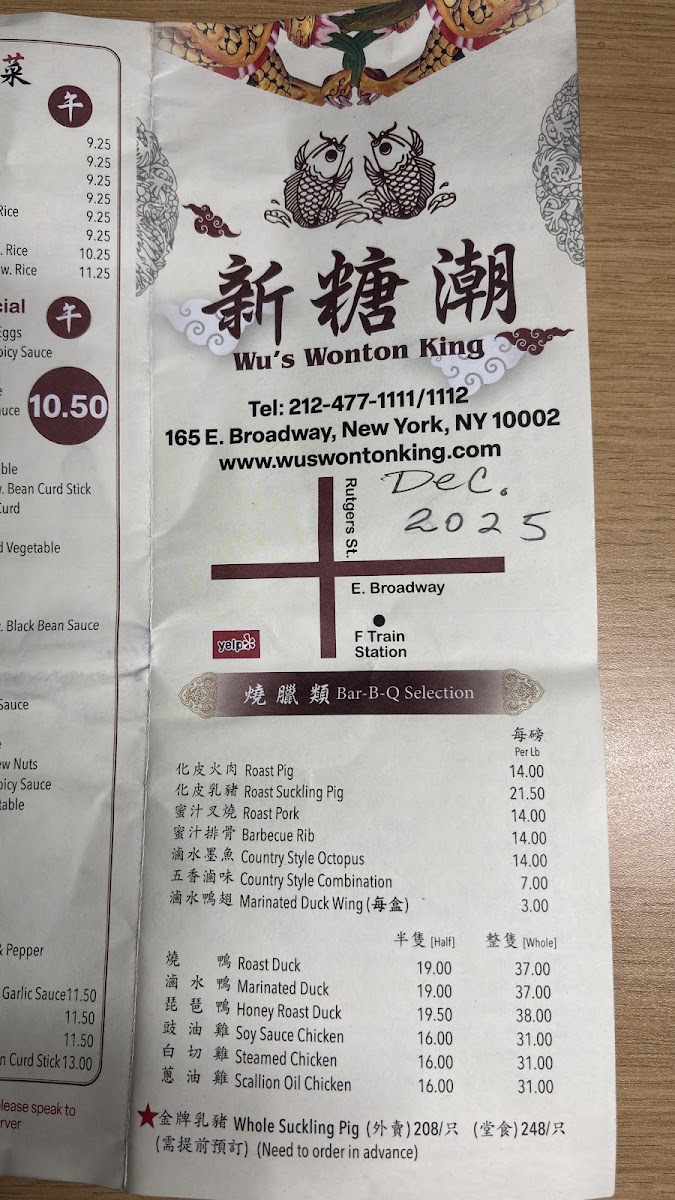 菜
午
9.25
9.25
9.25
9.25
Rice 9.25
9.25
. Rice 10.25
w. Rice 11.25
cial 午
Eggs
picy Sauce
10.50
e
auce
ble
. Bean Curd Stick
Curd
d Vegetable
. Black Bean Sauce
Sauce
e
ew Nuts
picy Sauce
table
& Pepper
Garlic Sauce 11.50
11.50
11.50
n Curd Stick 13.00
please speak to
rver
新糖潮
Wu's Wonton King
Tel: 212-477-1111/1112
165 E. Broadway, New York, NY 10002
www.wuswontonking.com
Dec.
2025
Rutgers St.
E. Broadway
F Train
Station
yelp
燒臘類 Bar-B-Q Selection
每磅
Per Lb
化皮火肉 Roast Pig 14.00
化皮乳豬 Roast Suckling Pig 21.50
蜜汁叉燒 Roast Pork 14.00
蜜汁排骨 Barbecue Rib 14.00
滷水墨魚 Country Style Octopus 14.00
五香滷味 Country Style Combination 7.00
滷水鴨翅 Marinated Duck Wing (每盒) 3.00
半隻 [Half] 整隻 [Whole]
燒鴨 Roast Duck 19.00 37.00
滷水鴨 Marinated Duck 19.00 37.00
琵琶鴨 Honey Roast Duck 19.50 38.00
豉油雞 Soy Sauce Chicken 16.00 31.00
白切雞 Steamed Chicken 16.00 31.00
蔥油雞 Scallion Oil Chicken 16.00 31.00
★金牌乳豬 Whole Suckling Pig (外賣) 208/只 (堂食) 248/只
(需提前預訂) (Need to order in advance)